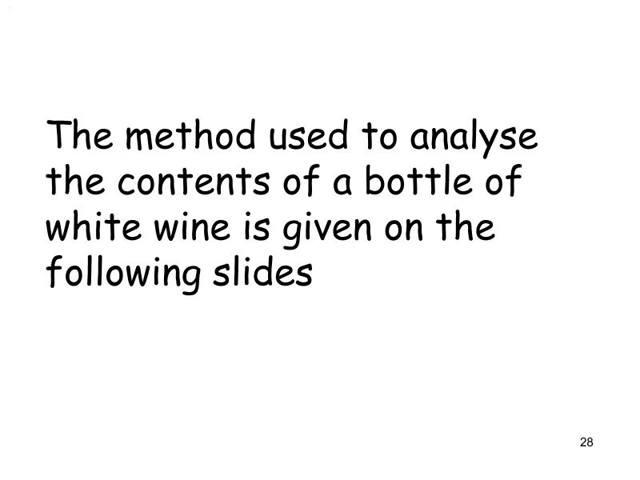 The method used to analyse
the contents of a bottle of
white wine is given on the
following slides
28